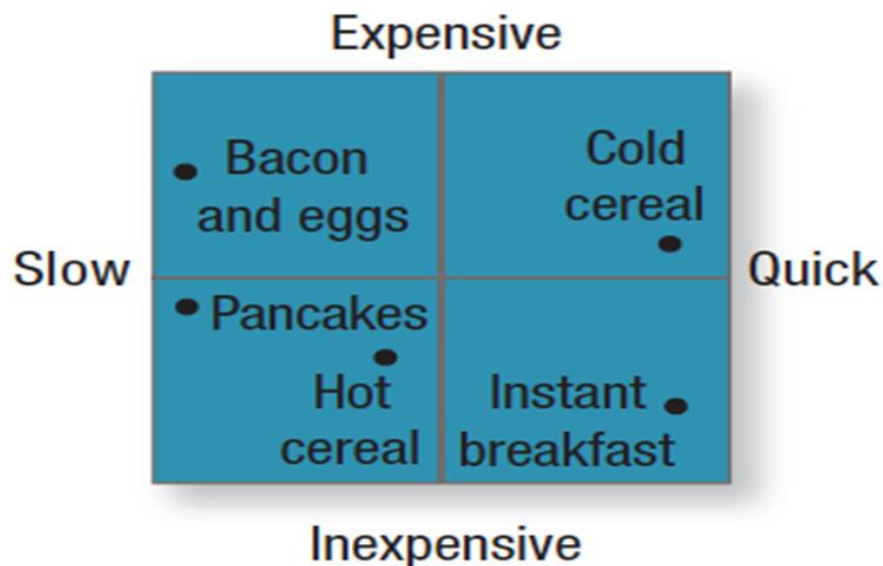 Expensive
Bacon
and eggs
Cold
cereal
Slow
Quick
Pancakes
Hot
cereal
Instant
breakfast
Inexpensive